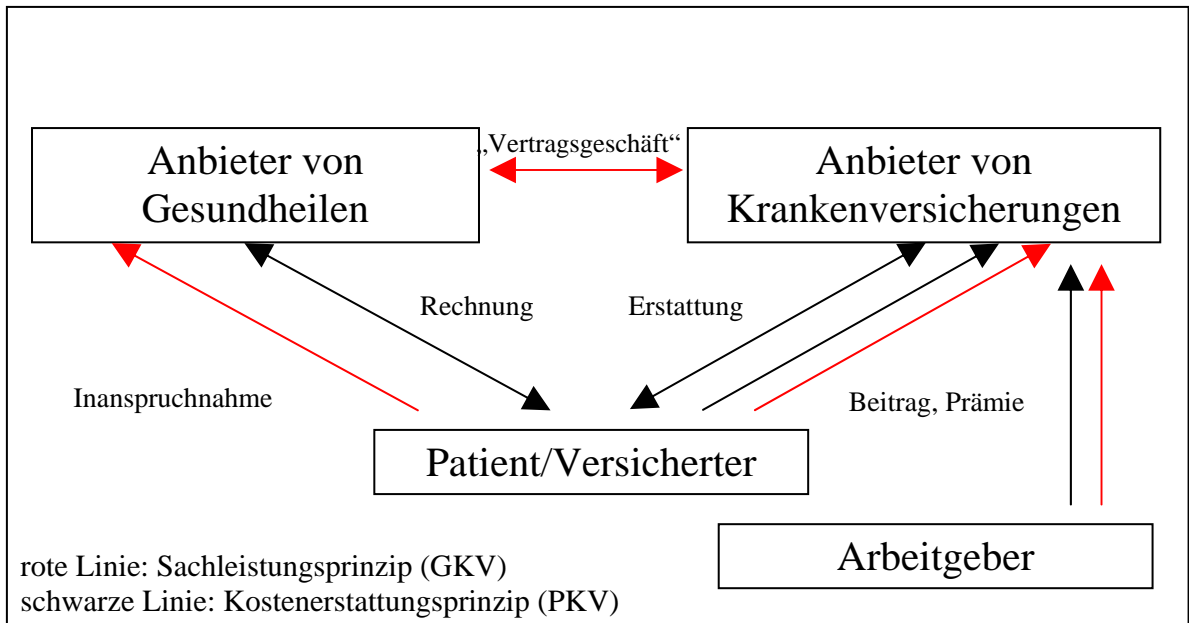 „Vertragsgeschäft“
Anbieter von
Gesundheilen
Anbieter von
Krankenversicherungen
Rechnung
Erstattung
Inanspruchnahme
Beitrag, Prämie
Patient/Versicherter
Arbeitgeber
rote Linie: Sachleistungsprinzip (GKV)
schwarze Linie: Kostenerstattungsprinzip (PKV)